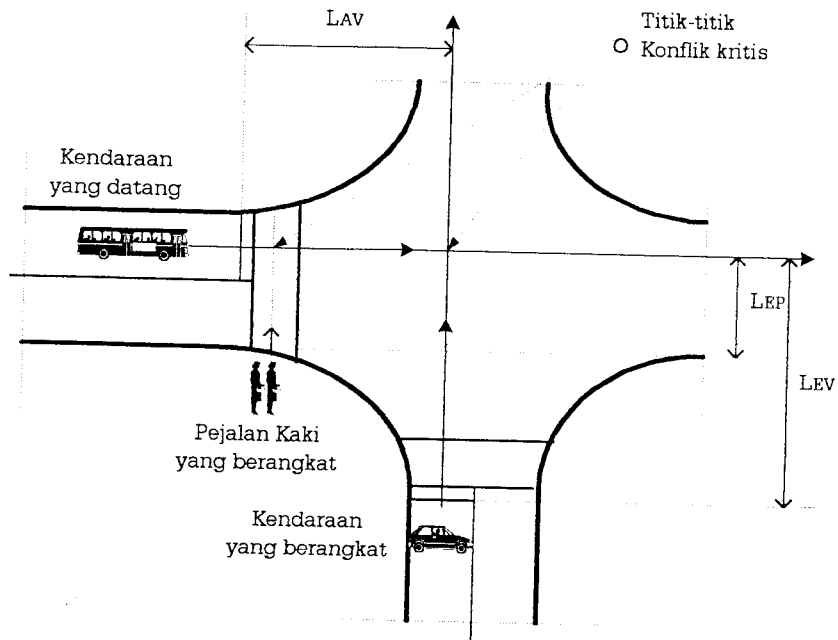 LAV
Titik-titik
Konflik kritis
Kendaraan
yang datang
LEP
LEV
Pejalan Kaki
yang berangkat
Kendaraan
yang berangkat